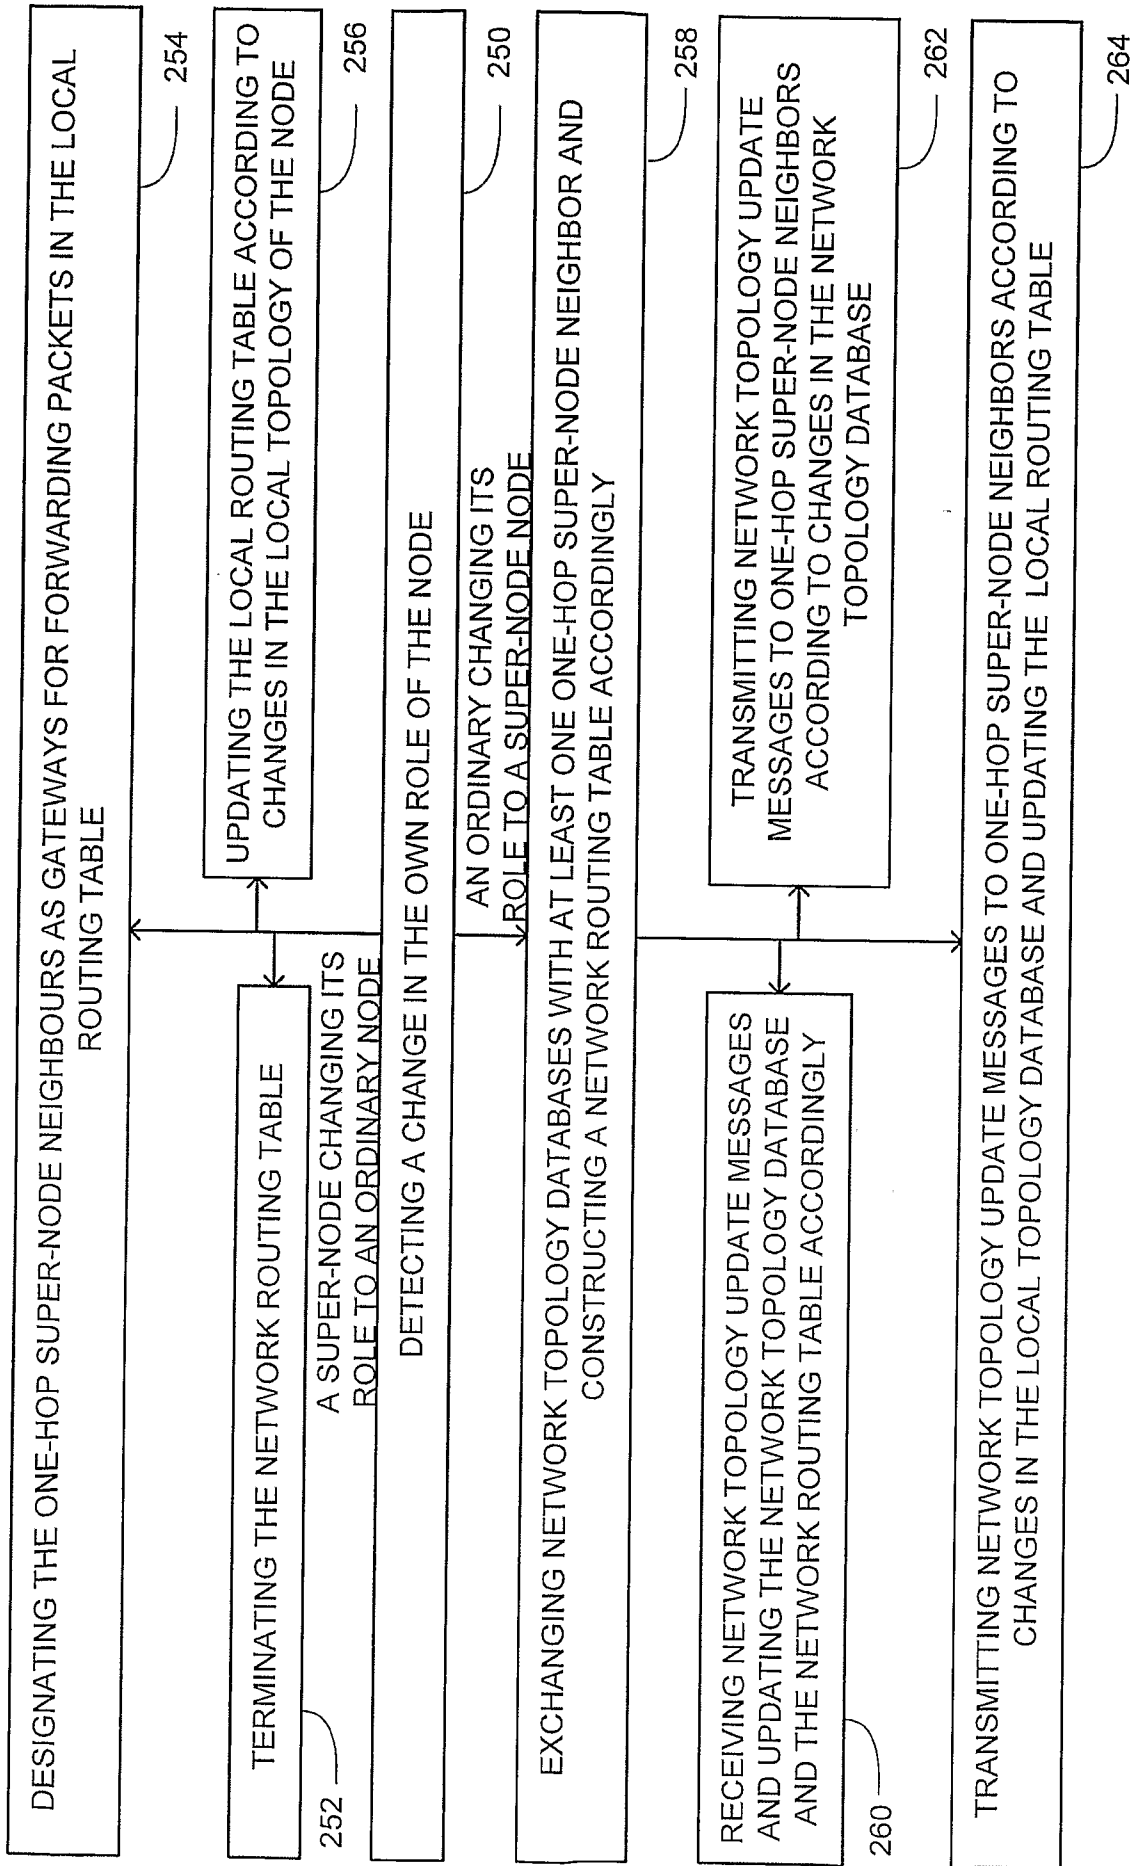 DESIGNATING THE ONE-HOP SUPER-NODE NEIGHBOURS AS GATEWAYS FOR FORWARDING PACKETS IN THE LOCAL
ROUTING TABLE
254
TERMINATING THE NETWORK ROUTING TABLE
252
UPDATING THE LOCAL ROUTING TABLE ACCORDING TO
CHANGES IN THE LOCAL TOPOLOGY OF THE NODE
256
A SUPER-NODE CHANGING ITS
ROLE TO AN ORDINARY NODE
DETECTING A CHANGE IN THE OWN ROLE OF THE NODE
250
AN ORDINARY CHANGING ITS
ROLE TO A SUPER-NODE NODE
EXCHANGING NETWORK TOPOLOGY DATABASES WITH AT LEAST ONE ONE-HOP SUPER-NODE NEIGHBOR AND
CONSTRUCTING A NETWORK ROUTING TABLE ACCORDINGLY
258
RECEIVING NETWORK TOPOLOGY UPDATE MESSAGES
AND UPDATING THE NETWORK TOPOLOGY DATABASE
AND THE NETWORK ROUTING TABLE ACCORDINGLY
260
TRANSMITTING NETWORK TOPOLOGY UPDATE
MESSAGES TO ONE-HOP SUPER-NODE NEIGHBORS
ACCORDING TO CHANGES IN THE NETWORK
TOPOLOGY DATABASE
262
TRANSMITTING NETWORK TOPOLOGY UPDATE MESSAGES TO ONE-HOP SUPER-NODE NEIGHBORS ACCORDING TO
CHANGES IN THE LOCAL TOPOLOGY DATABASE AND UPDATING THE LOCAL ROUTING TABLE
264